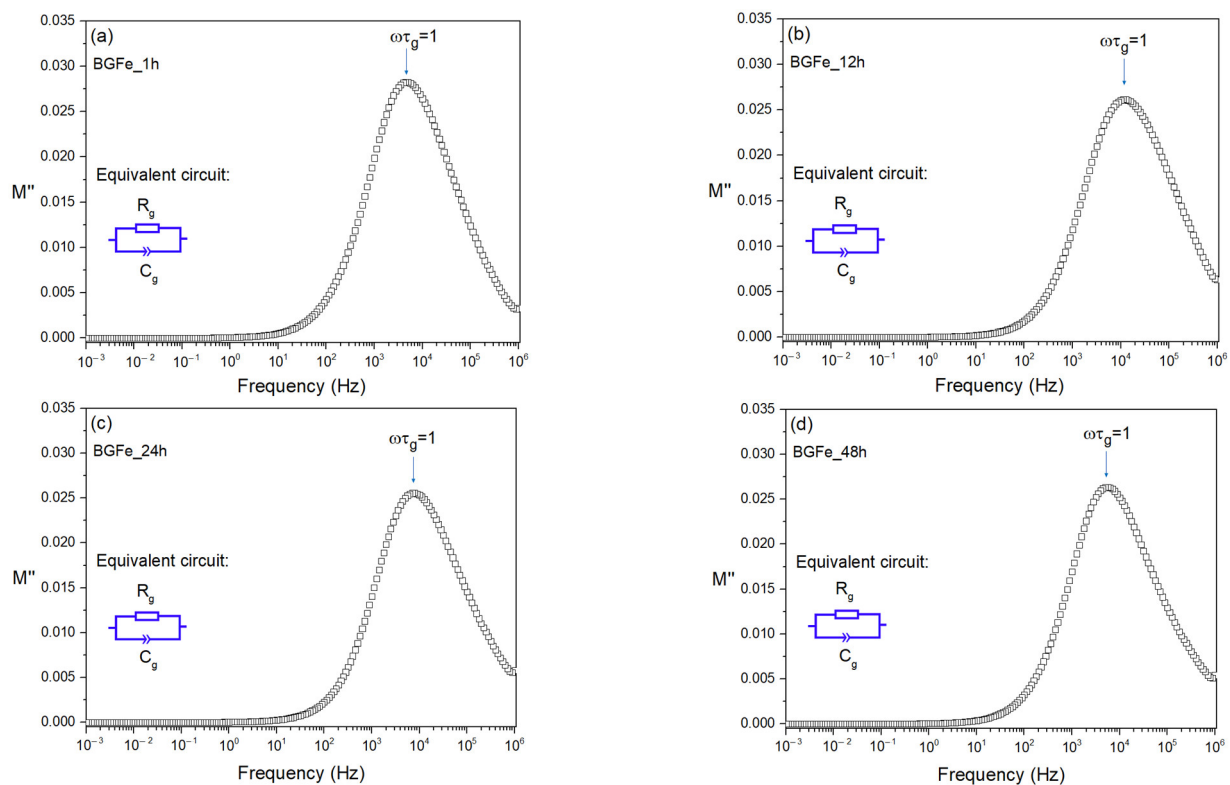 (a)
BGFe_1h
ωτg=1
Equivalent circuit:
Rg
Cg
M''
0.035
0.030
0.025
0.020
0.015
0.010
0.005
0.000
10−3 10−2 10−1 100 101 102 103 104 105 106
Frequency (Hz)
(b)
BGFe_12h
ωτg=1
Equivalent circuit:
Rg
Cg
M''
0.035
0.030
0.025
0.020
0.015
0.010
0.005
0.000
10−3 10−2 10−1 100 101 102 103 104 105 106
Frequency (Hz)
(c)
BGFe_24h
ωτg=1
Equivalent circuit:
Rg
Cg
M''
0.035
0.030
0.025
0.020
0.015
0.010
0.005
0.000
10−3 10−2 10−1 100 101 102 103 104 105 106
Frequency (Hz)
(d)
BGFe_48h
ωτg=1
Equivalent circuit:
Rg
Cg
M''
0.035
0.030
0.025
0.020
0.015
0.010
0.005
0.000
10−3 10−2 10−1 100 101 102 103 104 105 106
Frequency (Hz)